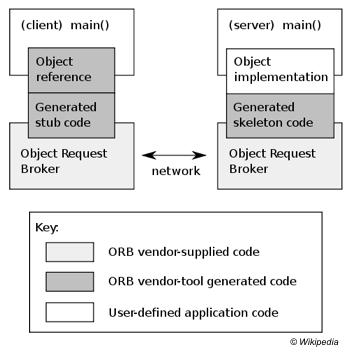 (client) main()
Object
reference
Generated
stub code
Object Request
Broker
network
(server) main()
Object
implementation
Generated
skeleton code
Object Request
Broker
Key:
ORB vendor-supplied code
ORB vendor-tool generated code
User-defined application code
© Wikipedia